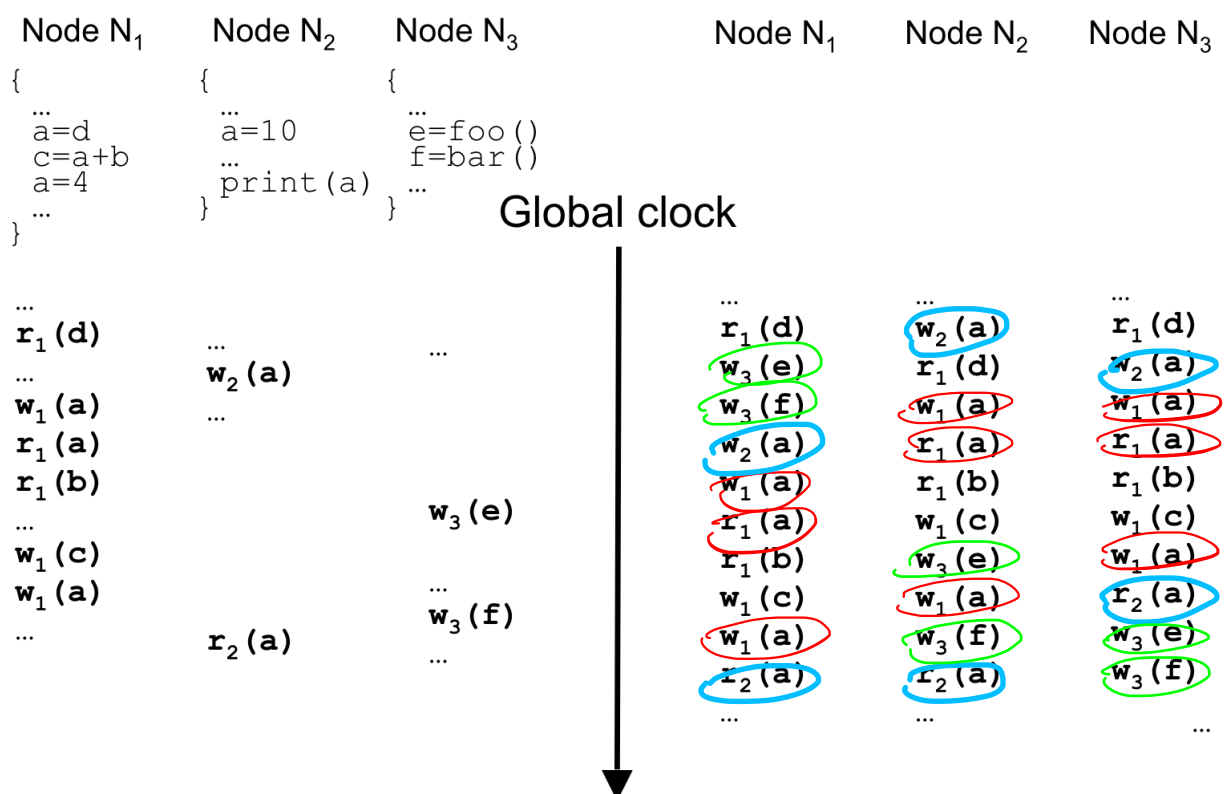 Node N₁ Node N₂ Node N₃
{ { {
… … …
a=d a=10 e=foo()
c=a+b … f=bar()
a=4 print(a) …
… } }
}
Global clock
Node N₁ Node N₂ Node N₃
…
r₁(d)
…
w₁(a)
r₁(a)
r₁(b)
…
w₁(c)
w₁(a)
…
…
w₂(a)
…
r₂(a)
…
w₃(e)
…
w₃(f)
…
…
r₁(d)
w₃(e)
w₃(f)
w₂(a)
w₁(a)
r₁(a)
r₁(b)
w₁(c)
w₁(a)
r₂(a)
…
…
w₂(a)
r₁(d)
w₁(a)
r₁(a)
r₁(b)
w₁(c)
w₃(e)
w₁(a)
w₃(f)
r₂(a)
…
…
r₁(d)
w₂(a)
w₁(a)
r₁(a)
r₁(b)
w₁(c)
w₁(a)
r₂(a)
w₃(e)
w₃(f)
…